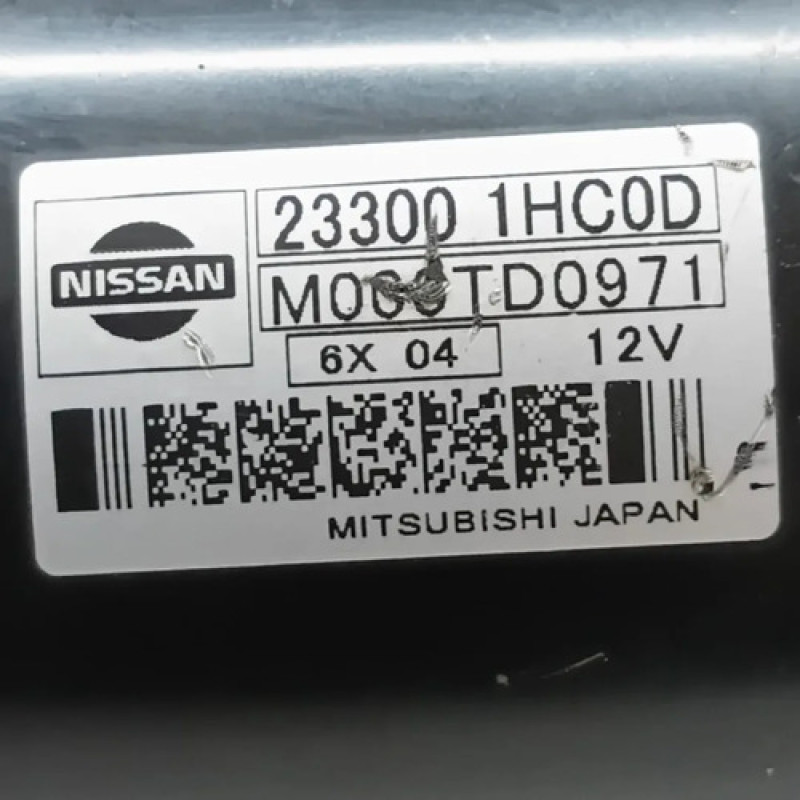 NISSAN
23300 1HC0D
6X 04
12V
MITSUBISHI JAPAN